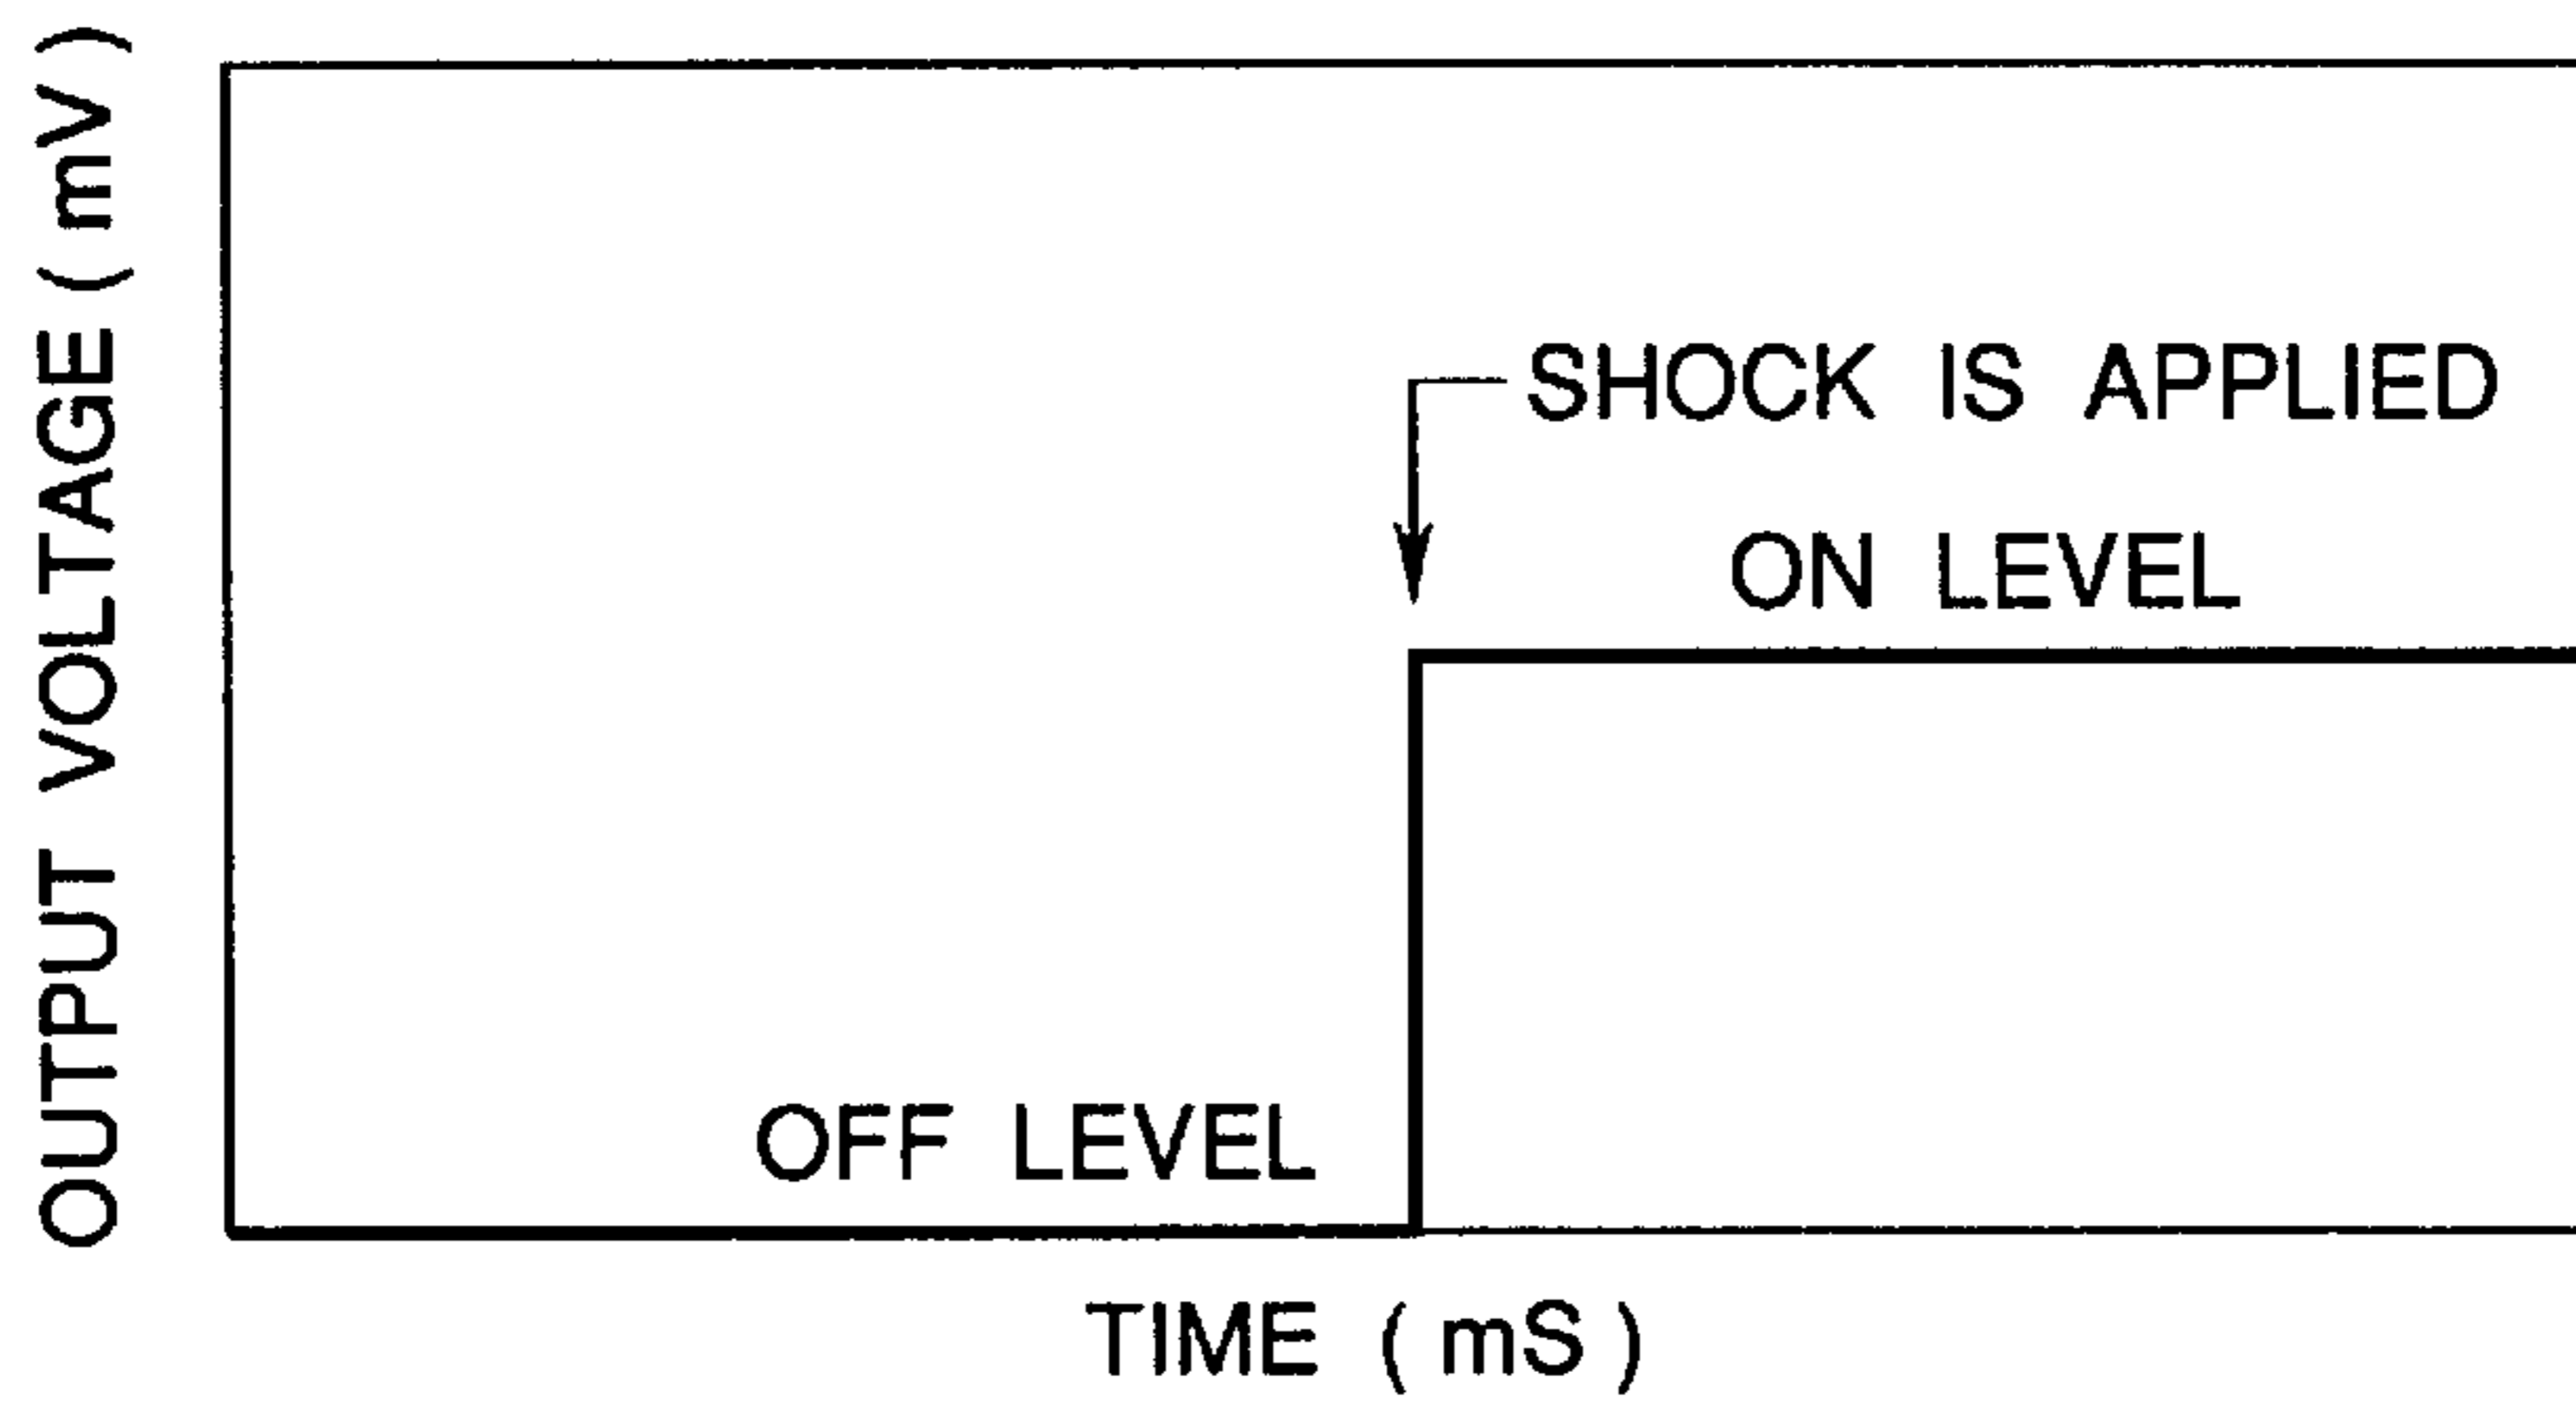 OUTPUT VOLTAGE ( mV )
SHOCK IS APPLIED
ON LEVEL
OFF LEVEL
TIME ( mS )